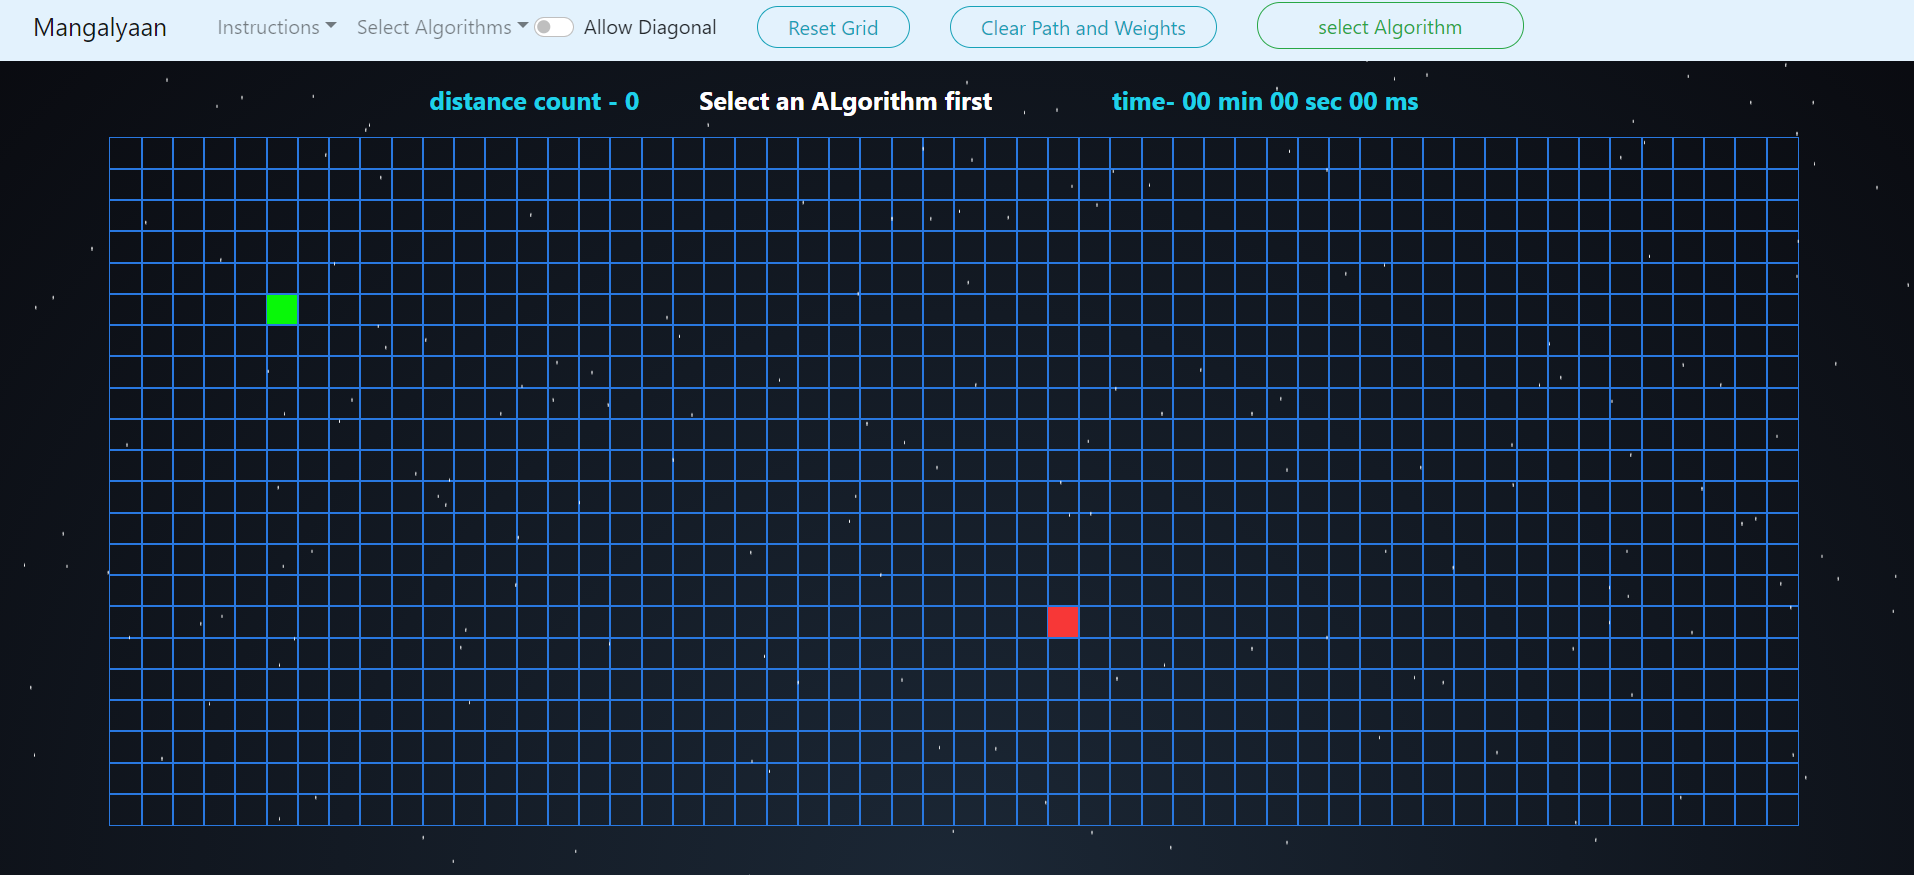 Mangalyaan Instructions Select Algorithms Allow Diagonal Reset Grid Clear Path and Weights select Algorithm
distance count - 0 Select an ALgorithm first time- 00 min 00 sec 00 ms